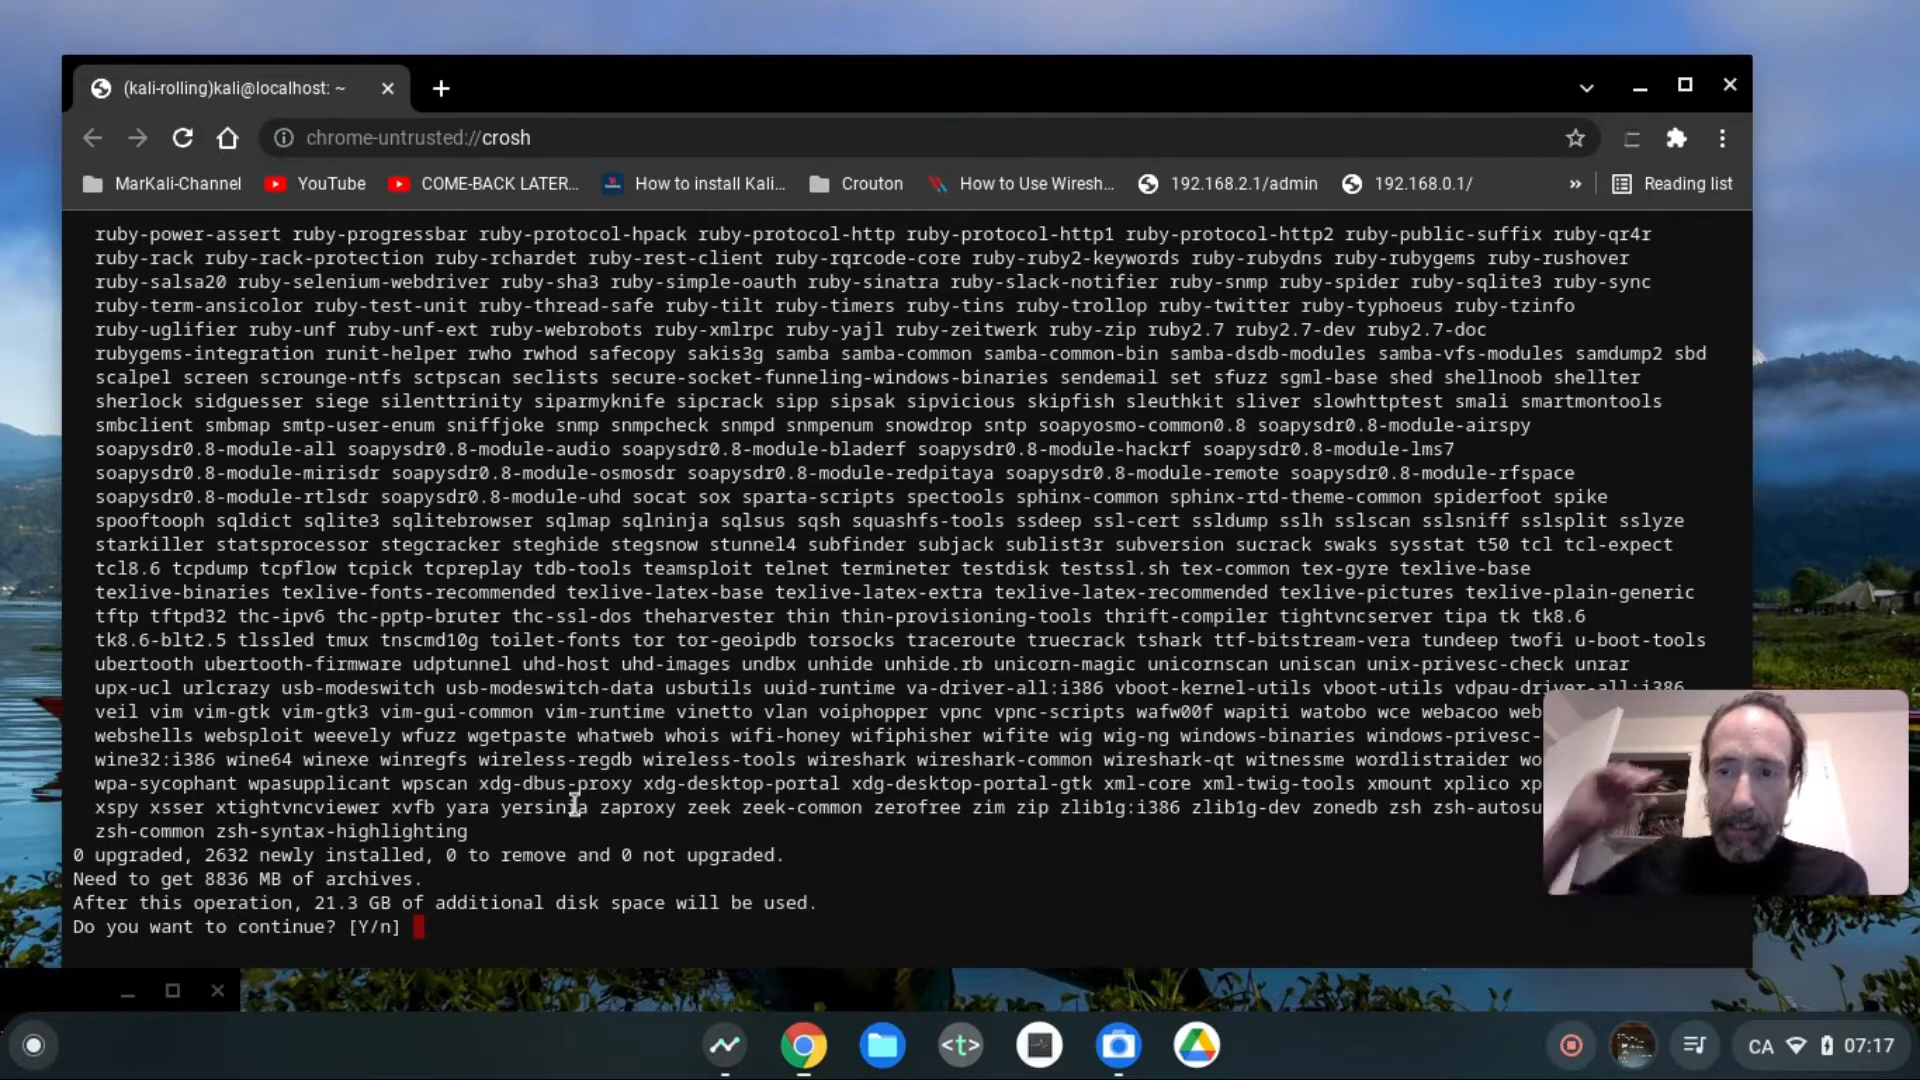 (kali-rolling)kali@localhost: ~
chrome-untrusted://crosh
MarKali-Channel YouTube COME-BACK LATER... How to install Kali... Crouton How to Use Wiresh... 192.168.2.1/admin 192.168.0.1/ » Reading list
ruby-power-assert ruby-progressbar ruby-protocol-hpack ruby-protocol-http ruby-protocol-http1 ruby-protocol-http2 ruby-public-suffix ruby-qr4r
ruby-rack ruby-rack-protection ruby-rchardet ruby-rest-client ruby-rqrcode-core ruby-ruby2-keywords ruby-rubydns ruby-rubygems ruby-rushover
ruby-salsa20 ruby-selenium-webdriver ruby-sha3 ruby-simple-oauth ruby-sinatra ruby-slack-notifier ruby-snmp ruby-spider ruby-sqlite3 ruby-sync
ruby-term-ansicolor ruby-test-unit ruby-thread-safe ruby-tilt ruby-timers ruby-tins ruby-trollop ruby-twitter ruby-typhoeus ruby-tzinfo
ruby-uglifier ruby-unf ruby-unf-ext ruby-webrobots ruby-xmlrpc ruby-yajl ruby-zeitwerk ruby-zip ruby2.7 ruby2.7-dev ruby2.7-doc
rubygems-integration runit-helper rwho rwhod safecopy sakis3g samba samba-common samba-common-bin samba-dsdb-modules samba-vfs-modules samdump2 sbd
scalpel screen scrounge-ntfs sctpscan seclists secure-socket-funneling-windows-binaries sendemail set sfuzz sgml-base shed shellnoob shellter
sherlock sidguesser siege silenttrinity siparmyknife sipcrack sipp sipsak sipvicious skipfish sleuthkit sliver slowhttptest smali smartmontools
smbclient smbmap smtp-user-enum sniffjoke snmp snmpcheck snmpd snmpenum snowdrop sntp soapyosmo-common0.8 soapysdr0.8-module-airspy
soapysdr0.8-module-all soapysdr0.8-module-audio soapysdr0.8-module-bladerf soapysdr0.8-module-hackrf soapysdr0.8-module-lms7
soapysdr0.8-module-mirisdr soapysdr0.8-module-osmosdr soapysdr0.8-module-redpitaya soapysdr0.8-module-remote soapysdr0.8-module-rfspace
soapysdr0.8-module-rtlsdr soapysdr0.8-module-uhd socat sox sparta-scripts spectools sphinx-common sphinx-rtd-theme-common spiderfoot spike
spooftooph sqldict sqlite3 sqlitebrowser sqlmap sqlninja sqlsus sqsh squashfs-tools ssdeep ssl-cert ssldump sslh sslscan sslsniff sslsplit sslyze
starkiller statsprocessor stegcracker steghide stegsnow stunnel4 subfinder subjack sublist3r subversion sucrack swaks sysstat t50 tcl tcl-expect
tcl8.6 tcpdump tcpflow tcpick tcpreplay tdb-tools teamsploit telnet termineter testdisk testssl.sh tex-common tex-gyre texlive-base
texlive-binaries texlive-fonts-recommended texlive-latex-base texlive-latex-extra texlive-latex-recommended texlive-pictures texlive-plain-generic
tftp tftpd32 thc-ipv6 thc-pptp-bruter thc-ssl-dos theharvester thin thin-provisioning-tools thrift-compiler tightvncserver tipa tk tk8.6
tk8.6-blt2.5 tlssled tmux tnscmd10g toilet-fonts tor tor-geoipdb torsocks traceroute truecrack tshark ttf-bitstream-vera tundeep twofi u-boot-tools
ubertooth ubertooth-firmware udptunnel uhd-host uhd-images undbx unhide unhide.rb unicorn-magic unicornscan uniscan unix-privesc-check unrar
upx-ucl urlcrazy usb-modeswitch usb-modeswitch-data usbutils uuid-runtime va-driver-all:i386 vboot-kernel-utils vboot-utils vdpau-driver-all:i386
veil vim vim-gtk vim-gtk3 vim-gui-common vim-runtime vinetto vlan voiphopper vpnc vpnc-scripts wafw00f wapiti watobo wce webacoo web
webshells websploit weevely wfuzz wgetpaste whatweb whois wifi-honey wifiphisher wifite wig wig-ng windows-binaries windows-privesc-
wine32:i386 wine64 winexe winregfs wireless-regdb wireless-tools wireshark wireshark-common wireshark-qt witnessme wordlistraider wo
wpa-sycophant wpasupplicant wpscan xdg-dbus-proxy xdg-desktop-portal xdg-desktop-portal-gtk xml-core xml-twig-tools xmount xplico xp
xspy xsser xtightvncviewer xvfb yara yersinia zaproxy zeek zeek-common zerofree zim zip zlib1g:i386 zlib1g-dev zonedb zsh zsh-autosu
zsh-common zsh-syntax-highlighting
0 upgraded, 2632 newly installed, 0 to remove and 0 not upgraded.
Need to get 8836 MB of archives.
After this operation, 21.3 GB of additional disk space will be used.
Do you want to continue? [Y/n]
<t>
CA 07:17